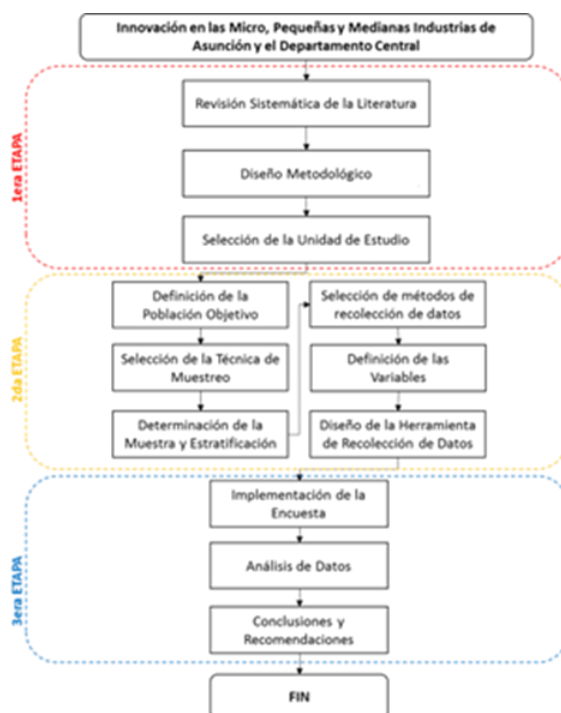 Innovación en las Micro, Pequeñas y Medianas Industrias de
Asunción y el Departamento Central
1era ETAPA
Revisión Sistemática de la Literatura
Diseño Metodológico
Selección de la Unidad de Estudio
2da ETAPA
Definición de la
Población Objetivo
Selección de la Técnica de
Muestreo
Determinación de la
Muestra y Estratificación
Selección de métodos de
recolección de datos
Definición de las
Variables
Diseño de la Herramienta
de Recolección de Datos
3era ETAPA
Implementación de la
Encuesta
Análisis de Datos
Conclusiones y
Recomendaciones
FIN